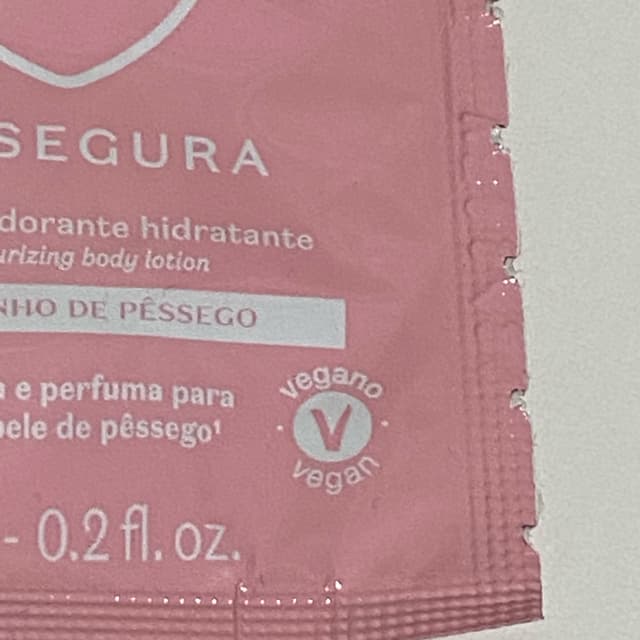 SEGURA
dorante hidratante
urizing body lotion
NHO DE PÊSSEGO
e perfuma para
pele de pêssego¹
vegano
V
vegan
- 0.2 fl. oz.